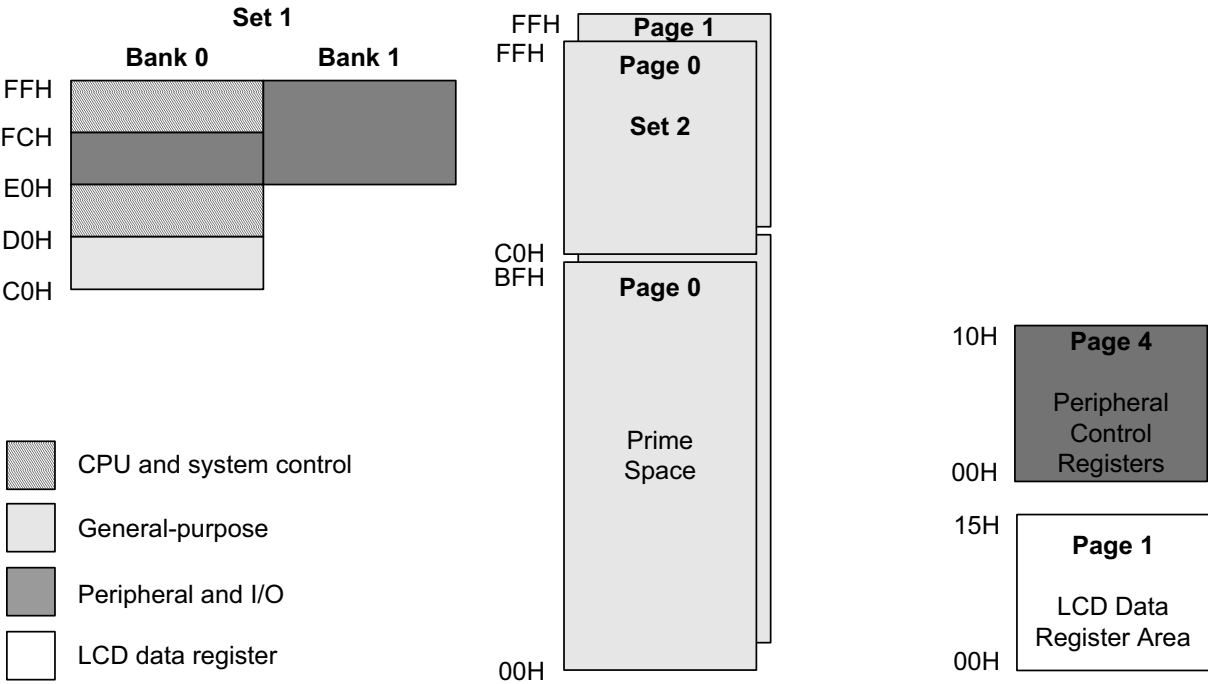 Set 1
Bank 0 Bank 1
FFH
FCH
E0H
D0H
C0H
CPU and system control
General-purpose
Peripheral and I/O
LCD data register
FFH
Page 1
FFH
Page 0
Set 2
C0H
BFH
Page 0
Prime
Space
00H
10H
Page 4
Peripheral
Control
Registers
00H
15H
Page 1
LCD Data
Register Area
00H